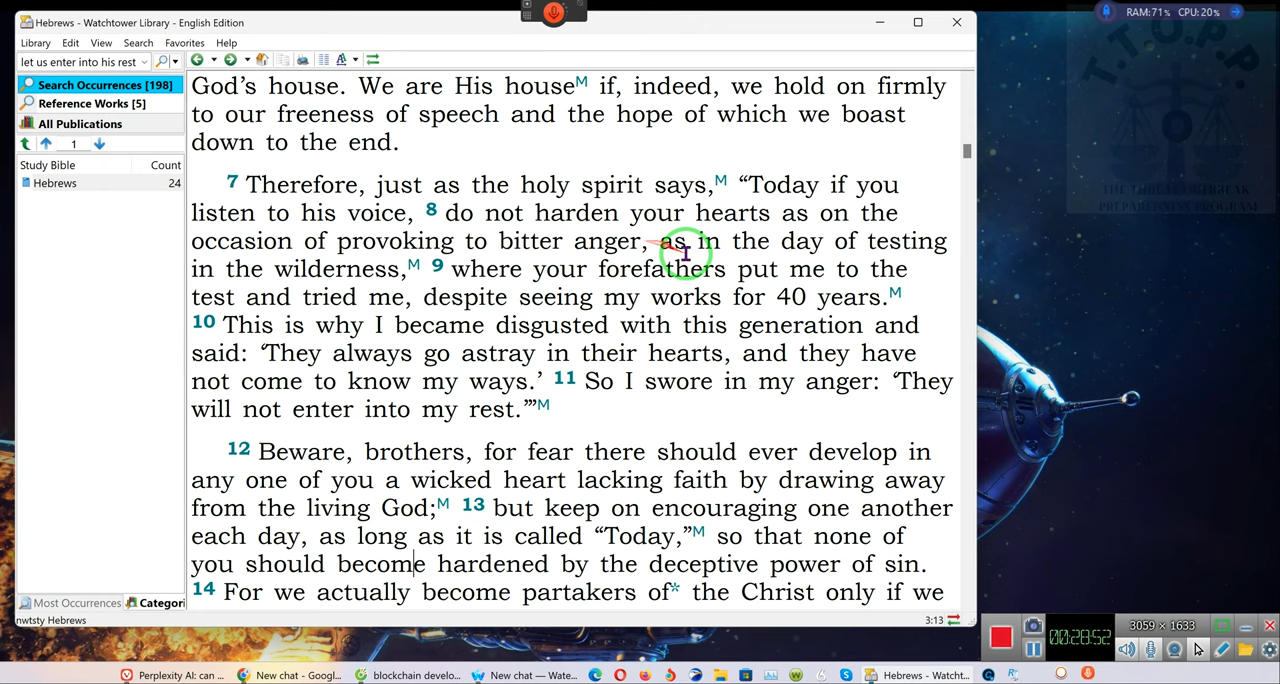 Hebrews - Watchtower Library - English Edition
RAM:71% CPU:20%
Library Edit View Search Favorites Help
let us enter into his rest
Search Occurrences [198]
Reference Works [5]
All Publications
1
Study Bible Count
Hebrews 24
God’s house. We are His houseM if, indeed, we hold on firmly
to our freeness of speech and the hope of which we boast
down to the end.
7 Therefore, just as the holy spirit says,M “Today if you
listen to his voice, 8 do not harden your hearts as on the
occasion of provoking to bitter anger, as in the day of testing
in the wilderness,M 9 where your forefathers put me to the
test and tried me, despite seeing my works for 40 years.M
10 This is why I became disgusted with this generation and
said: ‘They always go astray in their hearts, and they have
not come to know my ways.’ 11 So I swore in my anger: ‘They
will not enter into my rest.’”M
12 Beware, brothers, for fear there should ever develop in
any one of you a wicked heart lacking faith by drawing away
from the living God;M 13 but keep on encouraging one another
each day, as long as it is called “Today,”M so that none of
you should become hardened by the deceptive power of sin.
14 For we actually become partakers of* the Christ only if we
Most Occurrences Categori
nwtsty Hebrews
3:13
T.O.P.P.
THE THREAT OUTBREAK
PREPAREDNESS PROGRAM
3059 × 1633
00:28:52
Perplexity AI: can ...
New chat - Googl...
blockchain develo...
New chat — Wate...
Hebrews - Watcht...